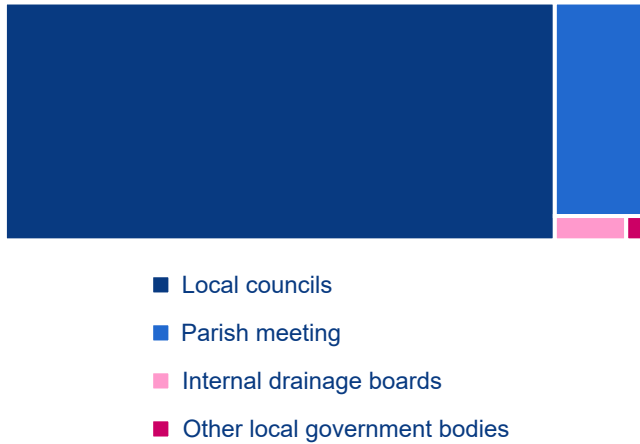 Local councils
Parish meeting
Internal drainage boards
Other local government bodies